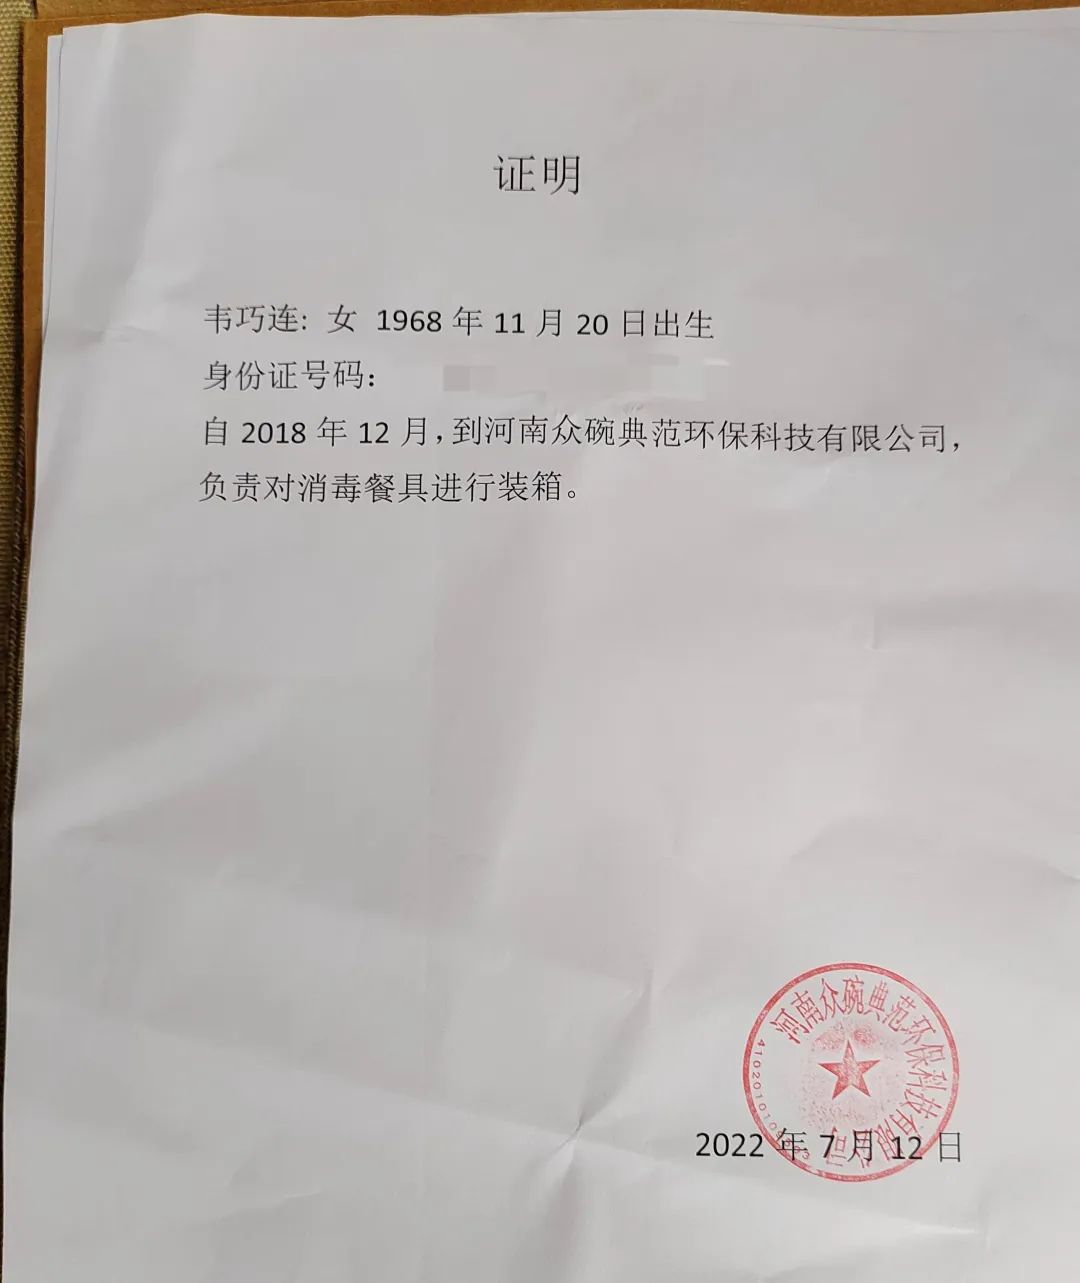 证明
韦巧连: 女 1968 年 11 月 20 日出生
身份证号码：
自 2018 年 12 月，到河南众碗典范环保科技有限公司，
负责对消毒餐具进行装箱。
河南众碗典范环保科技有限公司
2022 年 7 月 12 日